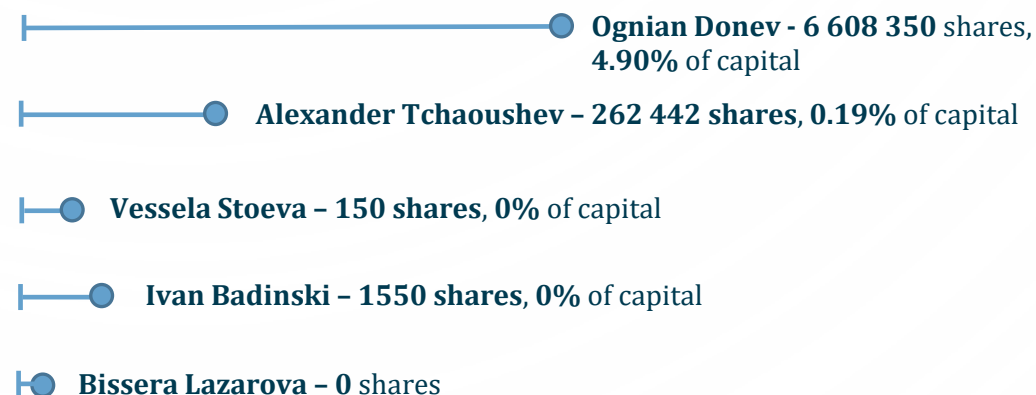 Ognian Donev - 6 608 350 shares,
4.90% of capital
Alexander Tchaoushev – 262 442 shares, 0.19% of capital
Vessela Stoeva – 150 shares, 0% of capital
Ivan Badinski – 1550 shares, 0% of capital
Bissera Lazarova – 0 shares